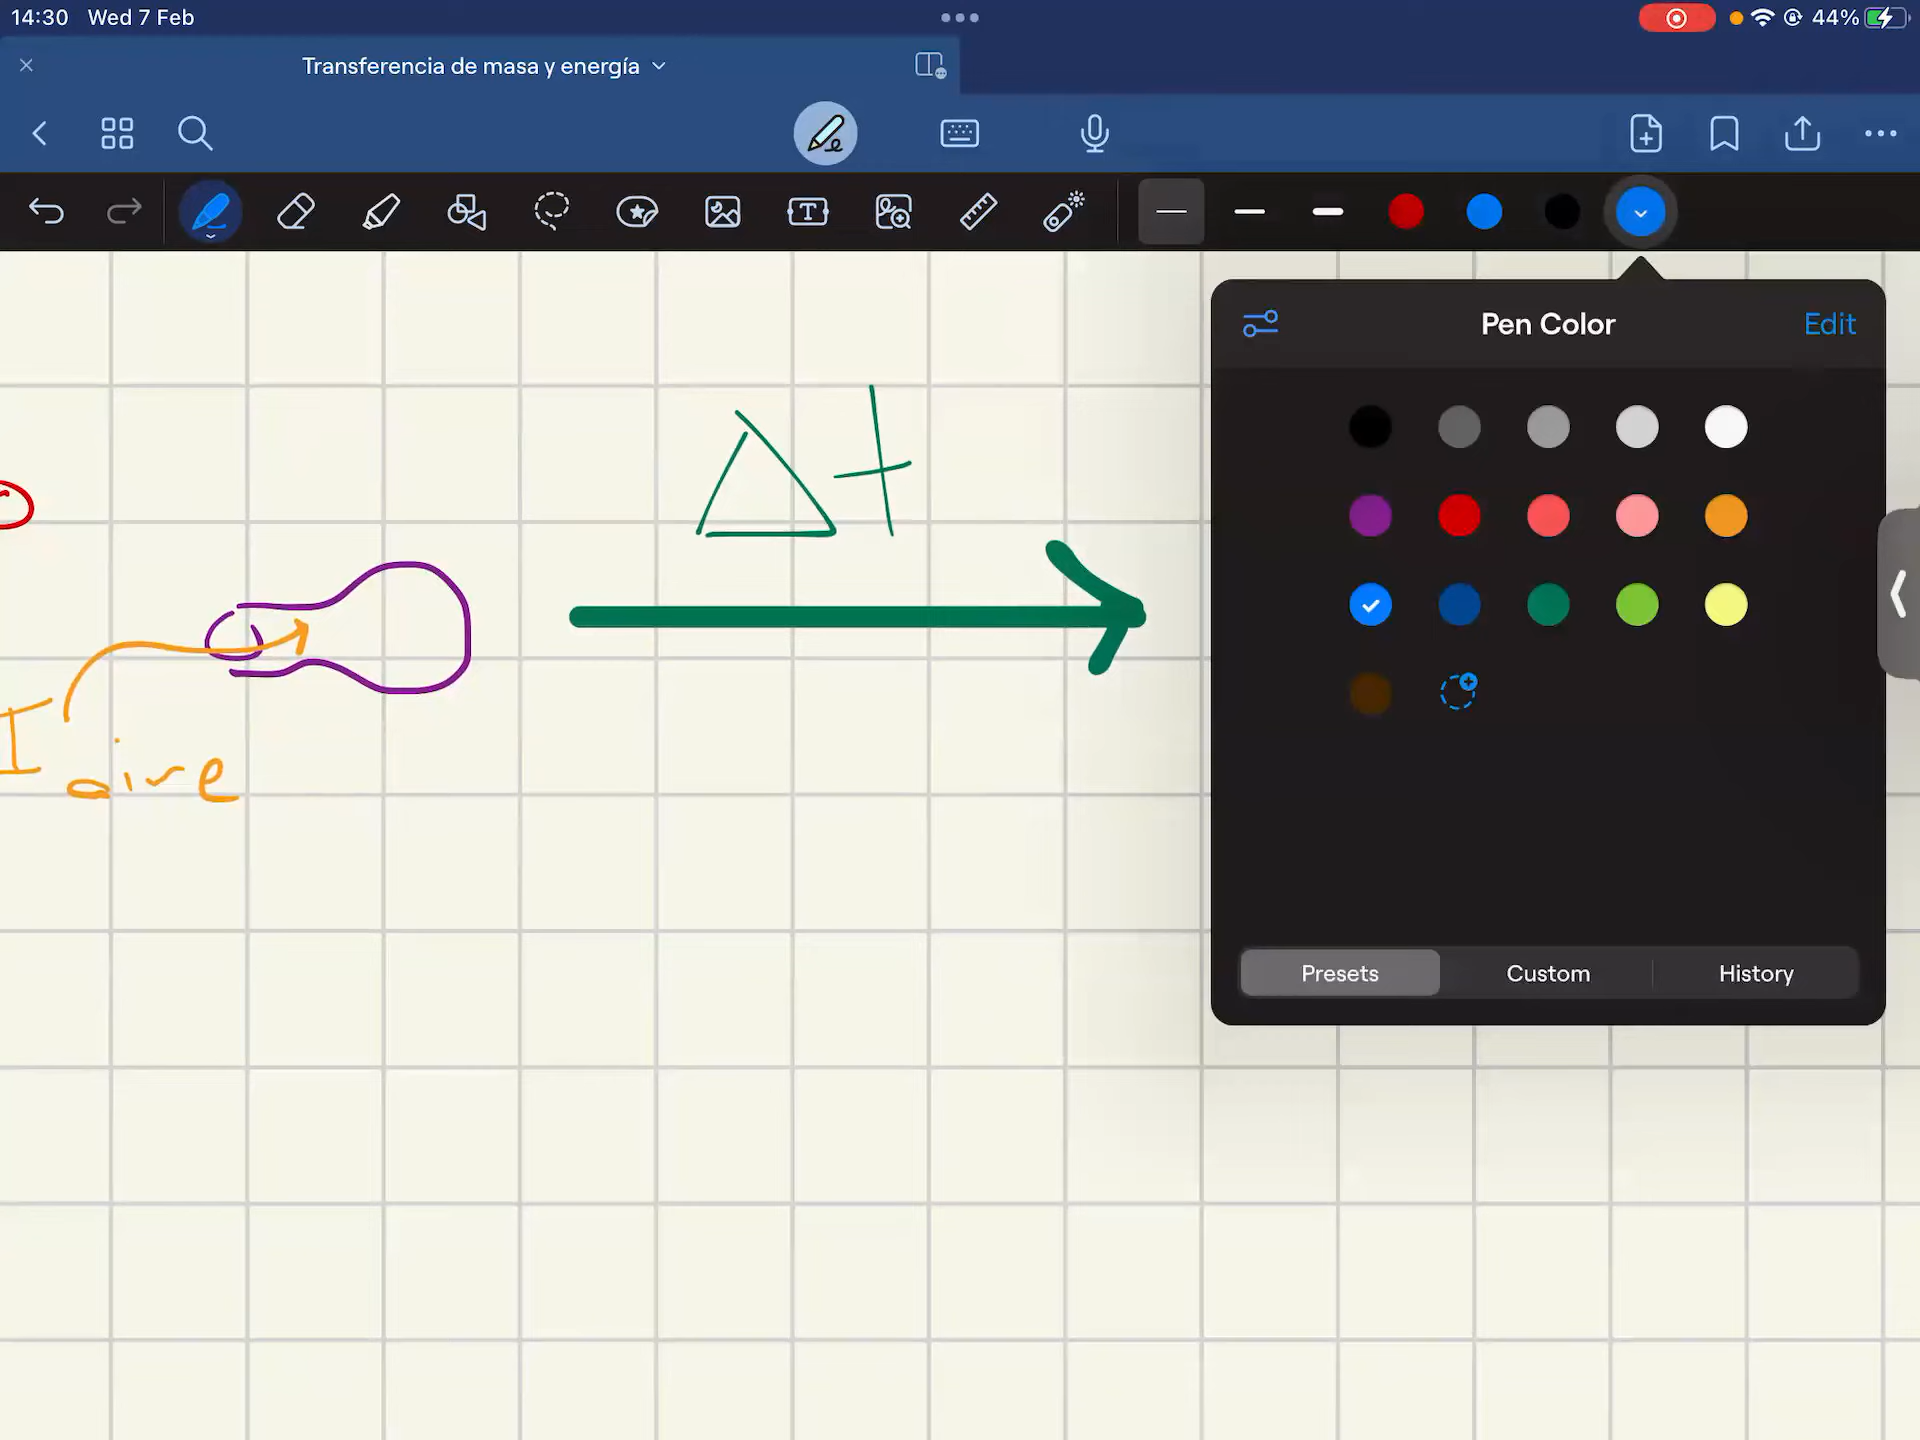 14:30 Wed 7 Feb
44%
Transferencia de masa y energía
Pen Color
Edit
Δt
I aire
Presets
Custom
History